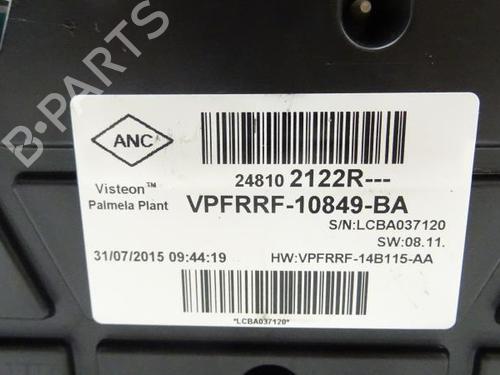 B-PARTS
ANC
24810 2122R---
Visteon™
Palmela Plant
VPFRRF-10849-BA
S/N:LCBA037120
SW:08.11.
31/07/2015 09:44:19
HW:VPFRRF-14B115-AA
*LCBA037120*